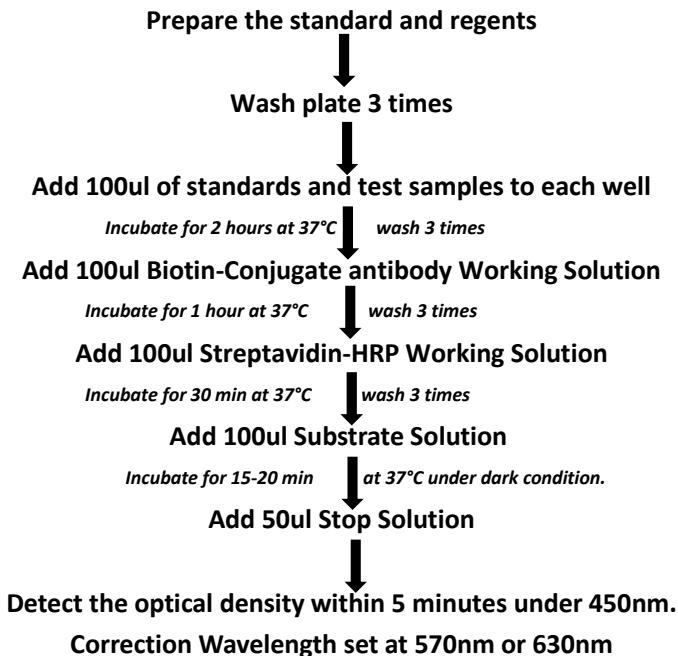 Prepare the standard and regents
Wash plate 3 times
Add 100ul of standards and test samples to each well
Incubate for 2 hours at 37°C wash 3 times
Add 100ul Biotin-Conjugate antibody Working Solution
Incubate for 1 hour at 37°C wash 3 times
Add 100ul Streptavidin-HRP Working Solution
Incubate for 30 min at 37°C wash 3 times
Add 100ul Substrate Solution
Incubate for 15-20 min at 37°C under dark condition.
Add 50ul Stop Solution
Detect the optical density within 5 minutes under 450nm.
Correction Wavelength set at 570nm or 630nm